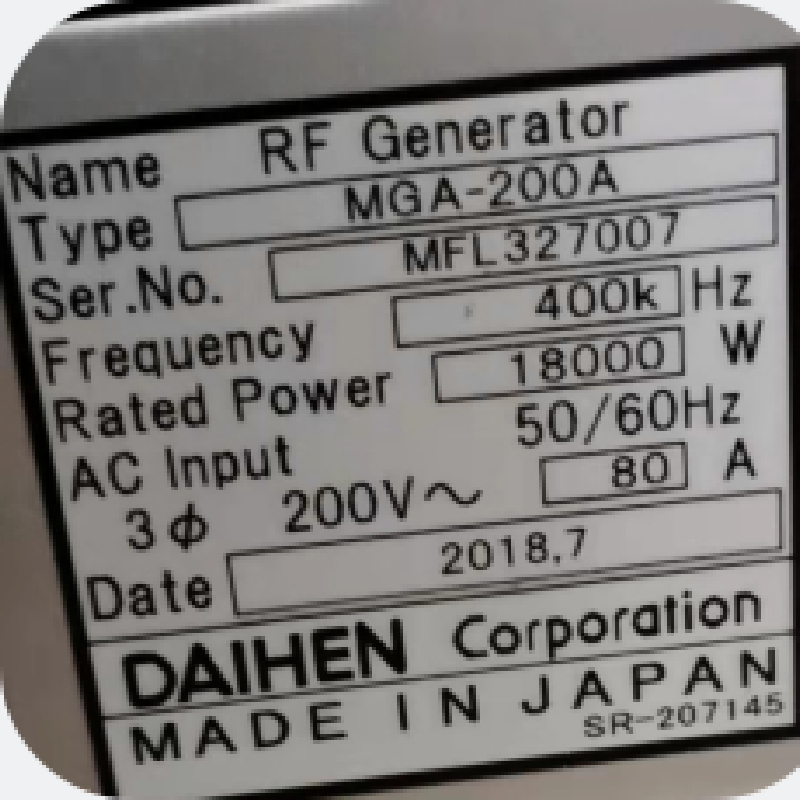 Name RF Generator
Type MGA-200A
Ser.No. MFL327007
Frequency 400k Hz
Rated Power 18000 W
AC Input 50/60Hz
3φ 200V~ 80 A
Date 2018.7
DAIHEN Corporation
MADE IN JAPAN
SR-207145